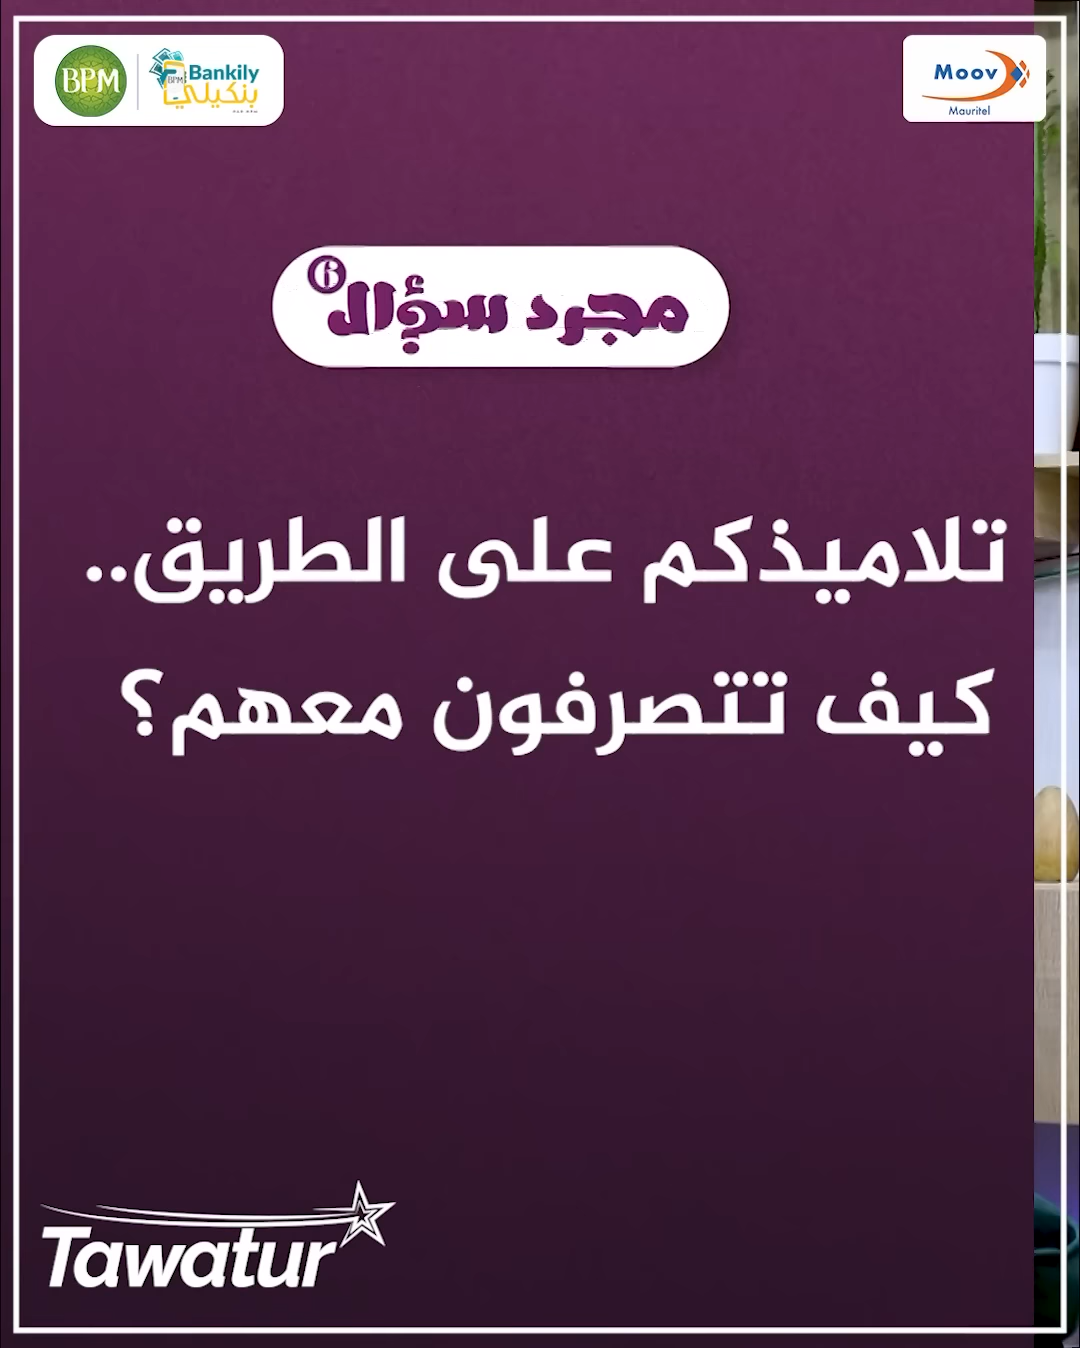 BPM
Bankily
بنكيلي
Moov
Mauritel
مجرد سؤال 6
تلاميذكم على الطريق..
كيف تتصرفون معهم؟
Tawatur